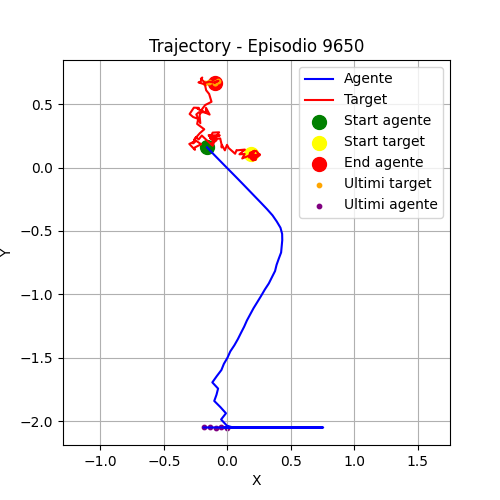 Trajectory - Episodio 9650
Agente
Target
Start agente
Start target
End agente
Ultimi target
Ultimi agente
0.5
0.0
−0.5
−1.0
−1.5
−2.0
Y
−1.0
−0.5
0.0
0.5
1.0
1.5
X